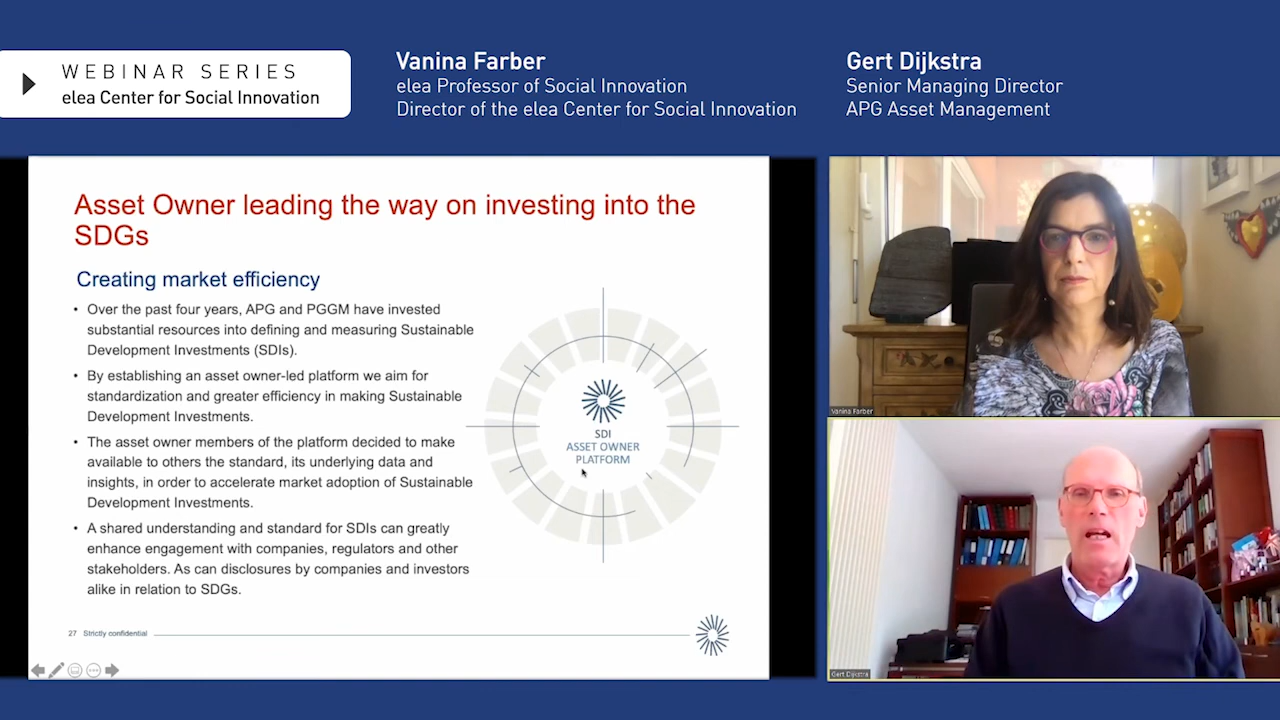 WEBINAR SERIES
elea Center for Social Innovation
Vanina Farber
elea Professor of Social Innovation
Director of the elea Center for Social Innovation
Gert Dijkstra
Senior Managing Director
APG Asset Management
Asset Owner leading the way on investing into the
SDGs
Creating market efficiency
• Over the past four years, APG and PGGM have invested
substantial resources into defining and measuring Sustainable
Development Investments (SDIs).
• By establishing an asset owner-led platform we aim for
standardization and greater efficiency in making Sustainable
Development Investments.
• The asset owner members of the platform decided to make
available to others the standard, its underlying data and
insights, in order to accelerate market adoption of Sustainable
Development Investments.
• A shared understanding and standard for SDIs can greatly
enhance engagement with companies, regulators and other
stakeholders. As can disclosures by companies and investors
alike in relation to SDGs.
SDI
ASSET OWNER
PLATFORM
27 Strictly confidential
Vanina Farber
Gert Dijkstra